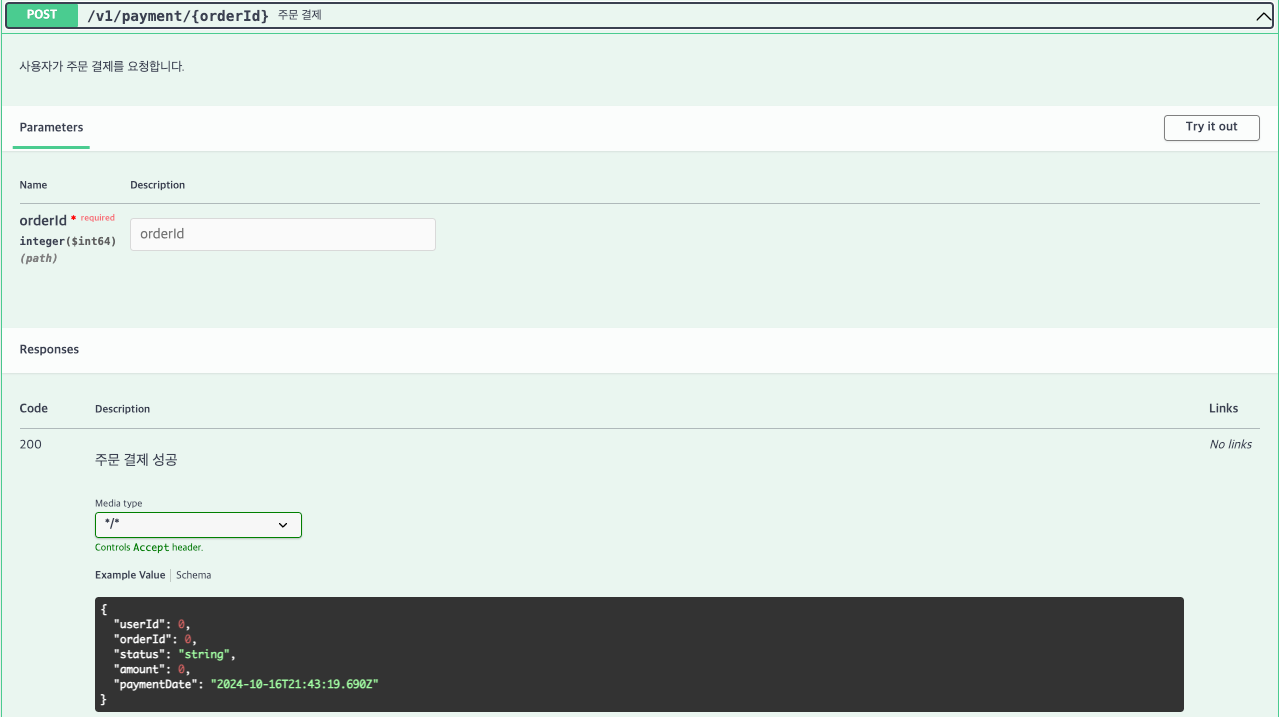 POST /v1/payment/{orderId} 주문 결제
사용자가 주문 결제를 요청합니다.
Parameters
Try it out
Name Description
orderId * required
integer($int64)
(path)
orderId
Responses
Code Description Links
200
주문 결제 성공
No links
Media type
*/*
Controls Accept header.
Example Value | Schema
{
  "userId": 0,
  "orderId": 0,
  "status": "string",
  "amount": 0,
  "paymentDate": "2024-10-16T21:43:19.690Z"
}